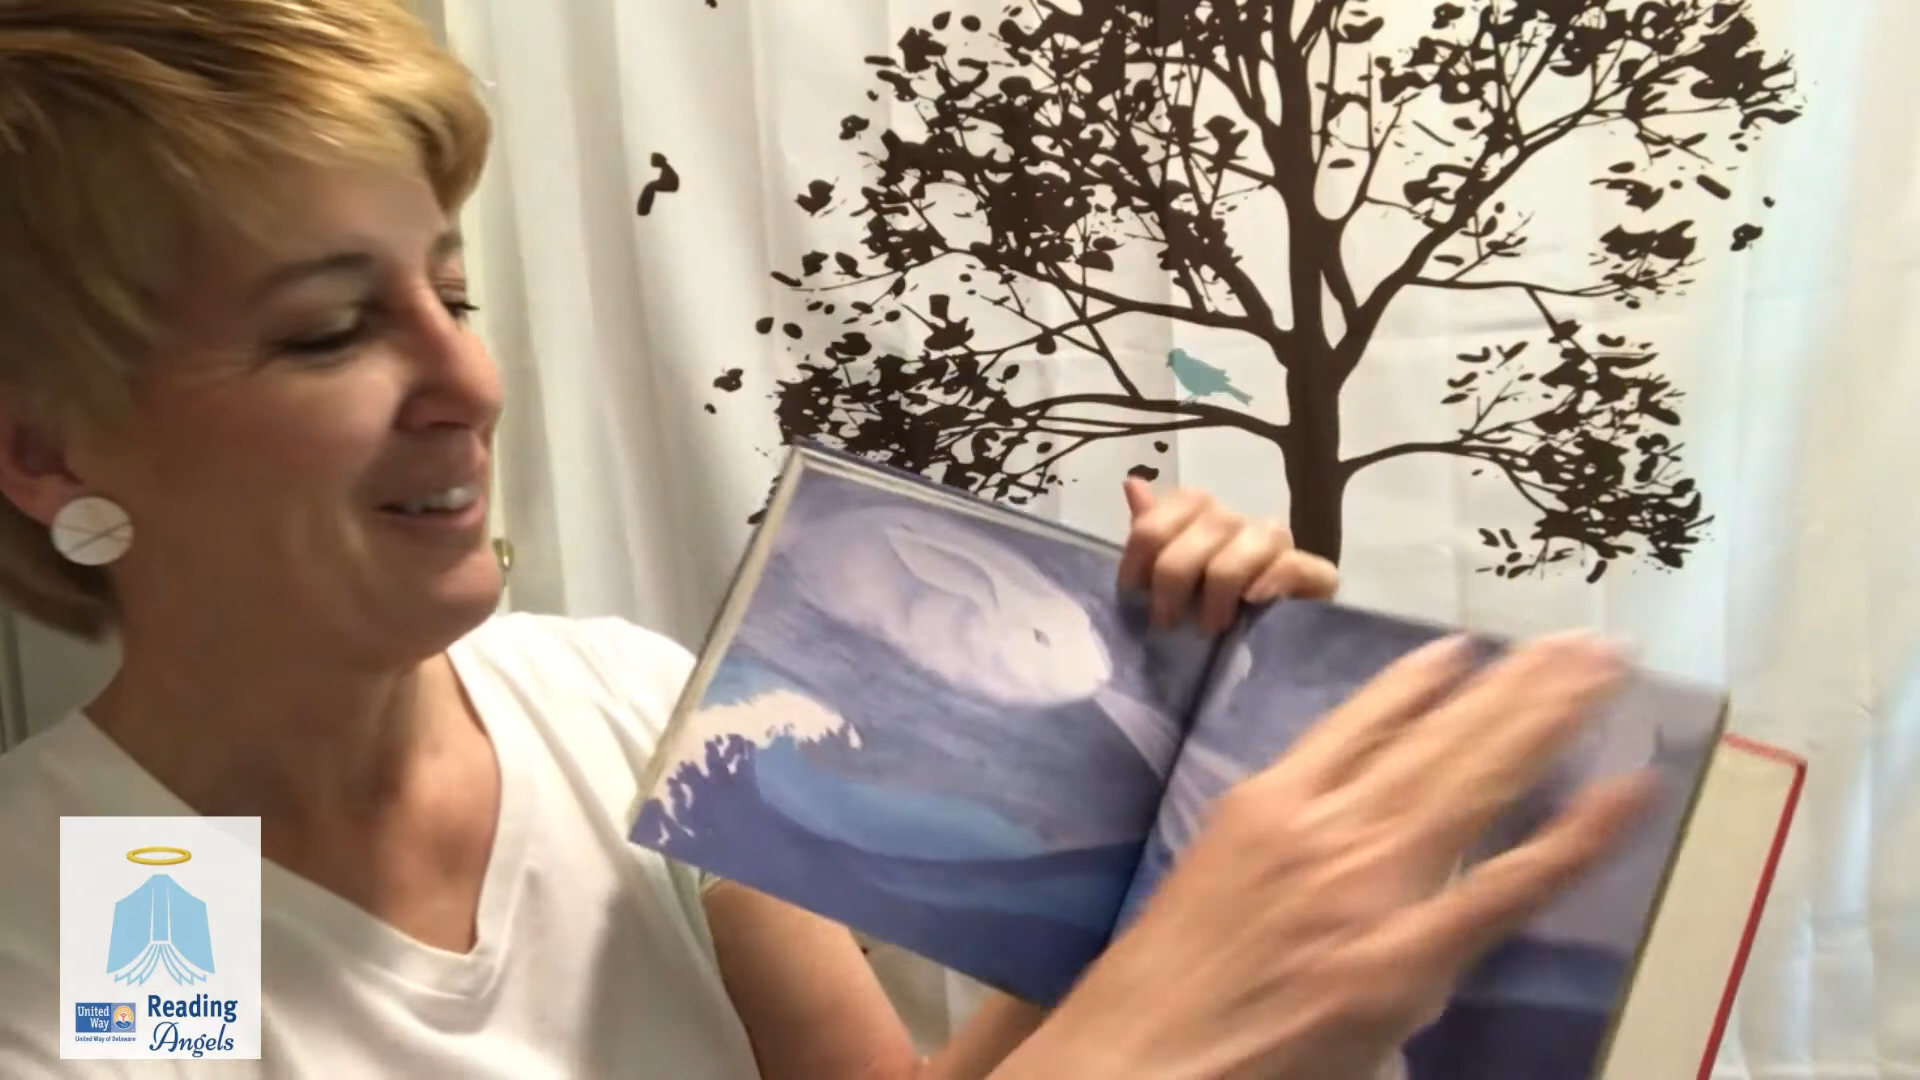 United
Way
United Way of Delaware
Reading
Angels